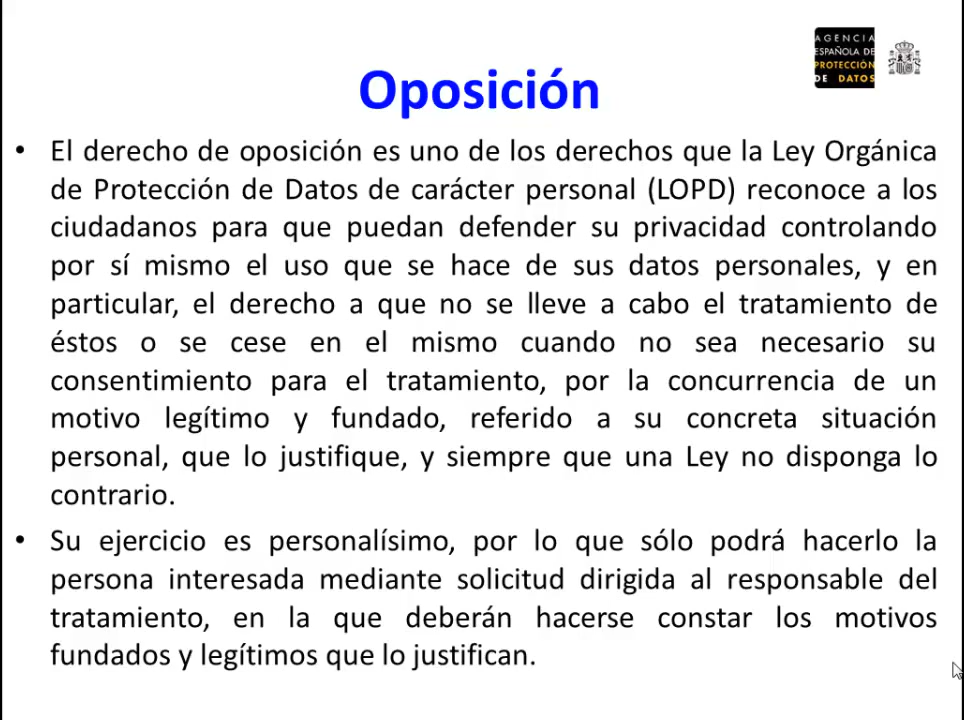 AGENCIA
ESPAÑOLA DE
PROTECCIÓN
DE DATOS
Oposición
• El derecho de oposición es uno de los derechos que la Ley Orgánica
de Protección de Datos de carácter personal (LOPD) reconoce a los
ciudadanos para que puedan defender su privacidad controlando
por sí mismo el uso que se hace de sus datos personales, y en
particular, el derecho a que no se lleve a cabo el tratamiento de
éstos o se cese en el mismo cuando no sea necesario su
consentimiento para el tratamiento, por la concurrencia de un
motivo legítimo y fundado, referido a su concreta situación
personal, que lo justifique, y siempre que una Ley no disponga lo
contrario.
• Su ejercicio es personalísimo, por lo que sólo podrá hacerlo la
persona interesada mediante solicitud dirigida al responsable del
tratamiento, en la que deberán hacerse constar los motivos
fundados y legítimos que lo justifican.